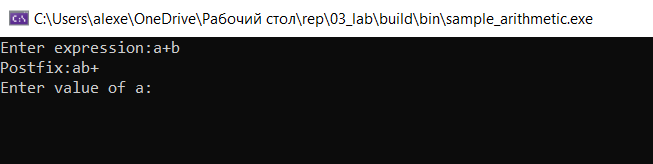 C:\Users\alexe\OneDrive\Рабочий стол\rep\03_lab\build\bin\sample_arithmetic.exe
Enter expression:a+b
Postfix:ab+
Enter value of a: